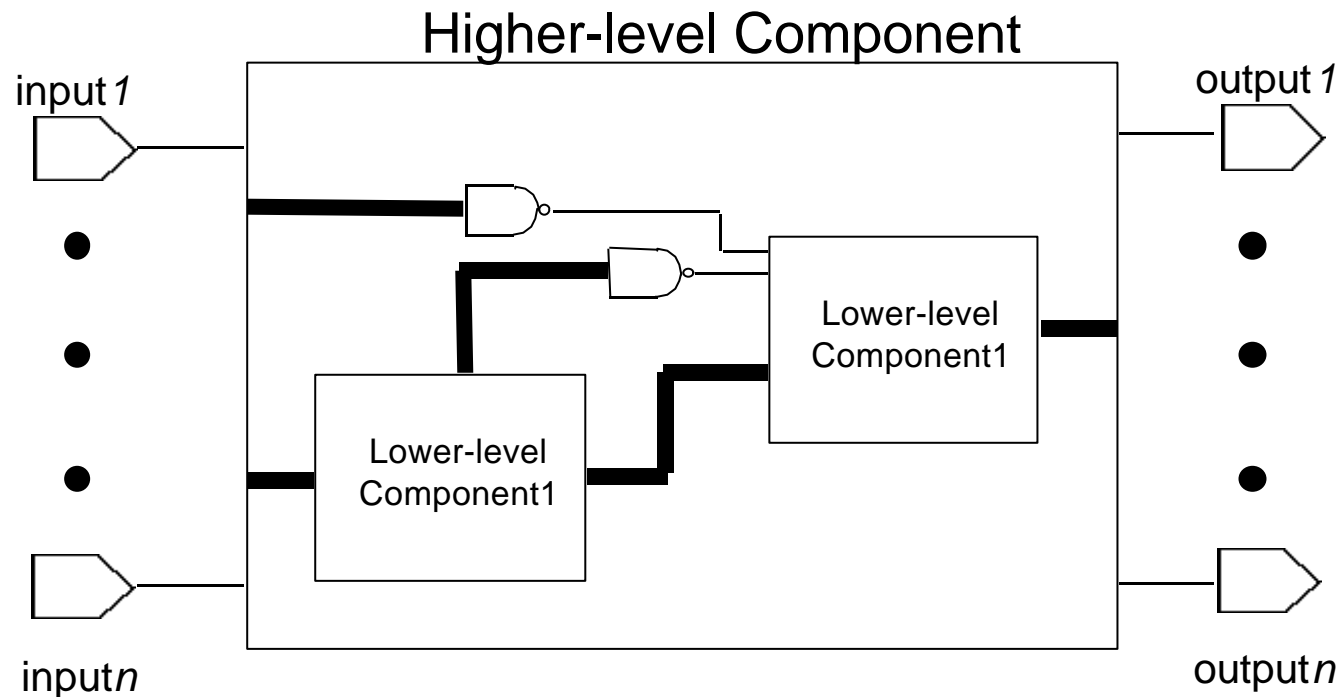 Higher-level Component
input1
output1
Lower-level
Component1
Lower-level
Component1
inputn
outputn